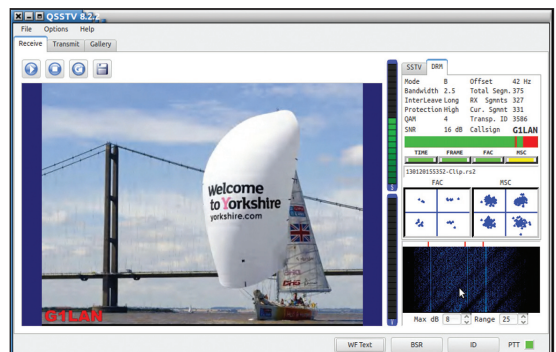 QSSTV 8.2.2
File Options Help
Receive Transmit Gallery
SSTV DRM
Mode B Offset 42 Hz
Bandwidth 2.5 Total Segm. 375
InterLeave Long RX Sgmnts 327
Protection High Cur. Sgmnt 331
QAM 4 Transp. ID 3586
SNR 16 dB Callsign G1LAN
TIME FRAME FAC MSC
130120155352-Clip.rs2
FAC MSC
Welcome
to Yorkshire
yorkshire.com
G1LAN
Max dB 8 Range 25
WF Text BSR ID PTT